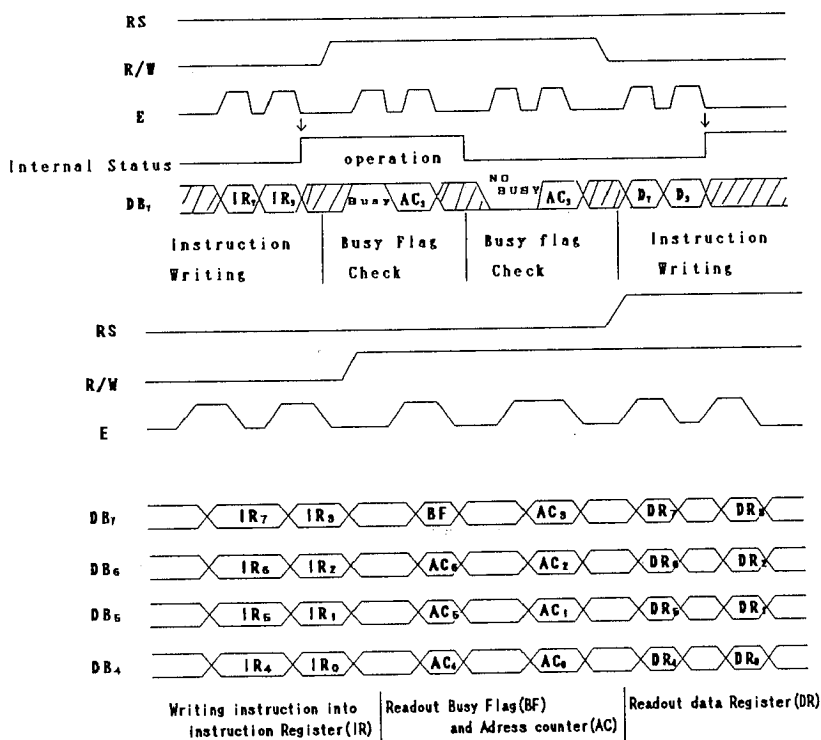 RS
R/W
E
Internal Status operation
DB₇ IR₇ IR₃ Busy AC₃ NO BUSY AC₃ D₇ D₃
Instruction Busy Flag Busy flag Instruction
Writing Check Check Writing
RS
R/W
E
DB₇ IR₇ IR₃ BF AC₃ DR₇ DR₃
DB₆ IR₆ IR₂ AC₆ AC₂ DR₆ DR₂
DB₅ IR₅ IR₁ AC₅ AC₁ DR₅ DR₁
DB₄ IR₄ IR₀ AC₄ AC₀ DR₄ DR₀
Writing instruction into Readout Busy Flag(BF) Readout data Register(DR)
instruction Register(IR) and Adress counter(AC)